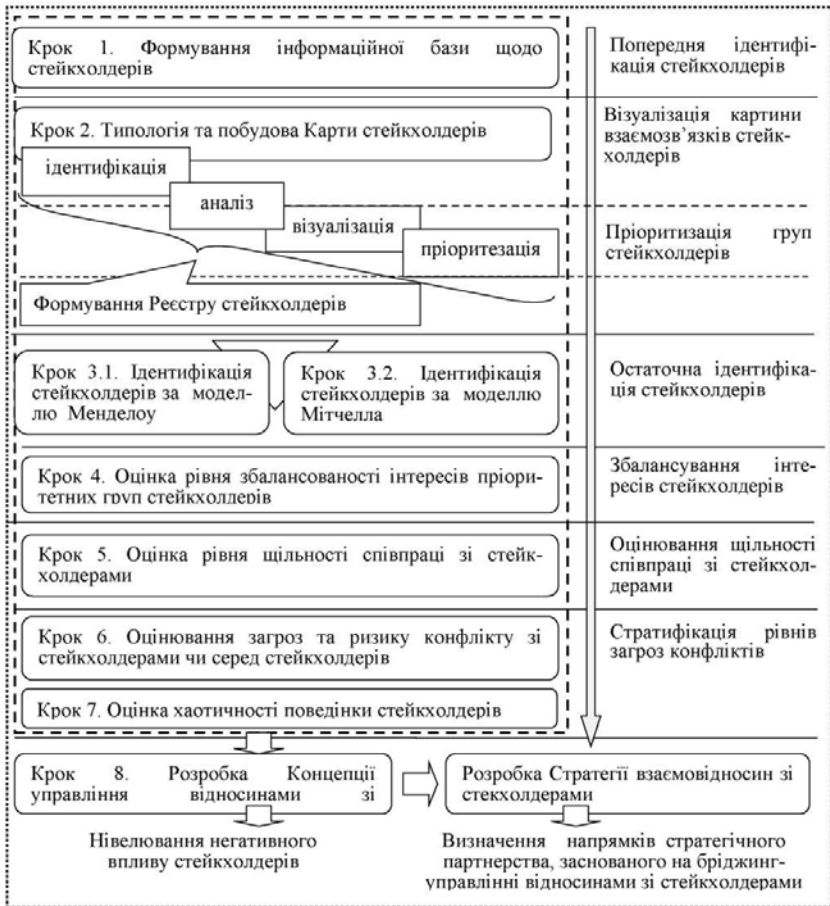 Крок 1. Формування інформаційної бази щодо
стейкхолдерів
Попередня ідентифі-
кація стейкхолдерів
Крок 2. Типологія та побудова Карти стейкхолдерів
Візуалізація картини
взаємозв’язків стейк-
холдерів
ідентифікація
аналіз
візуалізація
пріоритезація
Пріоритизація груп
стейкхолдерів
Формування Реєстру стейкхолдерів
Крок 3.1. Ідентифікація
стейкхолдерів за модел-
лю Менделоу
Крок 3.2. Ідентифікація
стейкхолдерів за моделлю
Мітчелла
Остаточна ідентифіка-
ція стейкхолдерів
Крок 4. Оцінка рівня збалансованості інтересів пріори-
тетних груп стейкхолдерів
Збалансування інте-
ресів стейкхолдерів
Крок 5. Оцінка рівня щільності співпраці зі стейк-
холдерами
Оцінювання щільності
співпраці зі стейкхол-
дерами
Крок 6. Оцінювання загроз та ризику конфлікту зі
стейкхолдерами чи серед стейкхолдерів
Стратифікація рівнів
загроз конфліктів
Крок 7. Оцінка хаотичності поведінки стейкхолдерів
Крок 8. Розробка Концепції
управління відносинами зі
Розробка Стратегії взаємовідносин зі
стекхолдерами
Нівелювання негативного
впливу стейкхолдерів
Визначення напрямків стратегічного
партнерства, заснованого на бріджинг-
управлінні відносинами зі стейкхолдерами